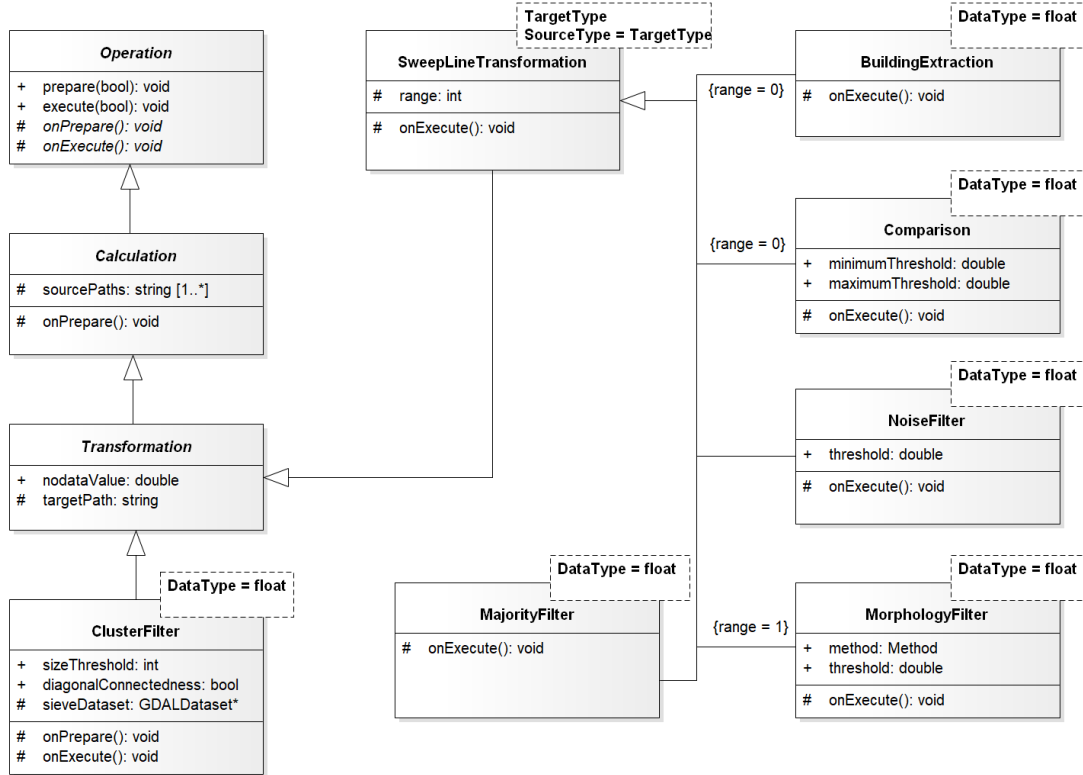 Operation
+ prepare(bool): void
+ execute(bool): void
# onPrepare(): void
# onExecute(): void
Calculation
# sourcePaths: string [1..*]
# onPrepare(): void
Transformation
+ nodataValue: double
# targetPath: string
DataType = float
ClusterFilter
+ sizeThreshold: int
+ diagonalConnectedness: bool
# sieveDataset: GDALDataset*
# onPrepare(): void
# onExecute(): void
TargetType
SourceType = TargetType
SweepLineTransformation
# range: int
# onExecute(): void
DataType = float
MajorityFilter
# onExecute(): void
{range = 0}
DataType = float
BuildingExtraction
# onExecute(): void
{range = 0}
DataType = float
Comparison
+ minimumThreshold: double
+ maximumThreshold: double
# onExecute(): void
DataType = float
NoiseFilter
+ threshold: double
# onExecute(): void
{range = 1}
DataType = float
MorphologyFilter
+ method: Method
+ threshold: double
# onExecute(): void